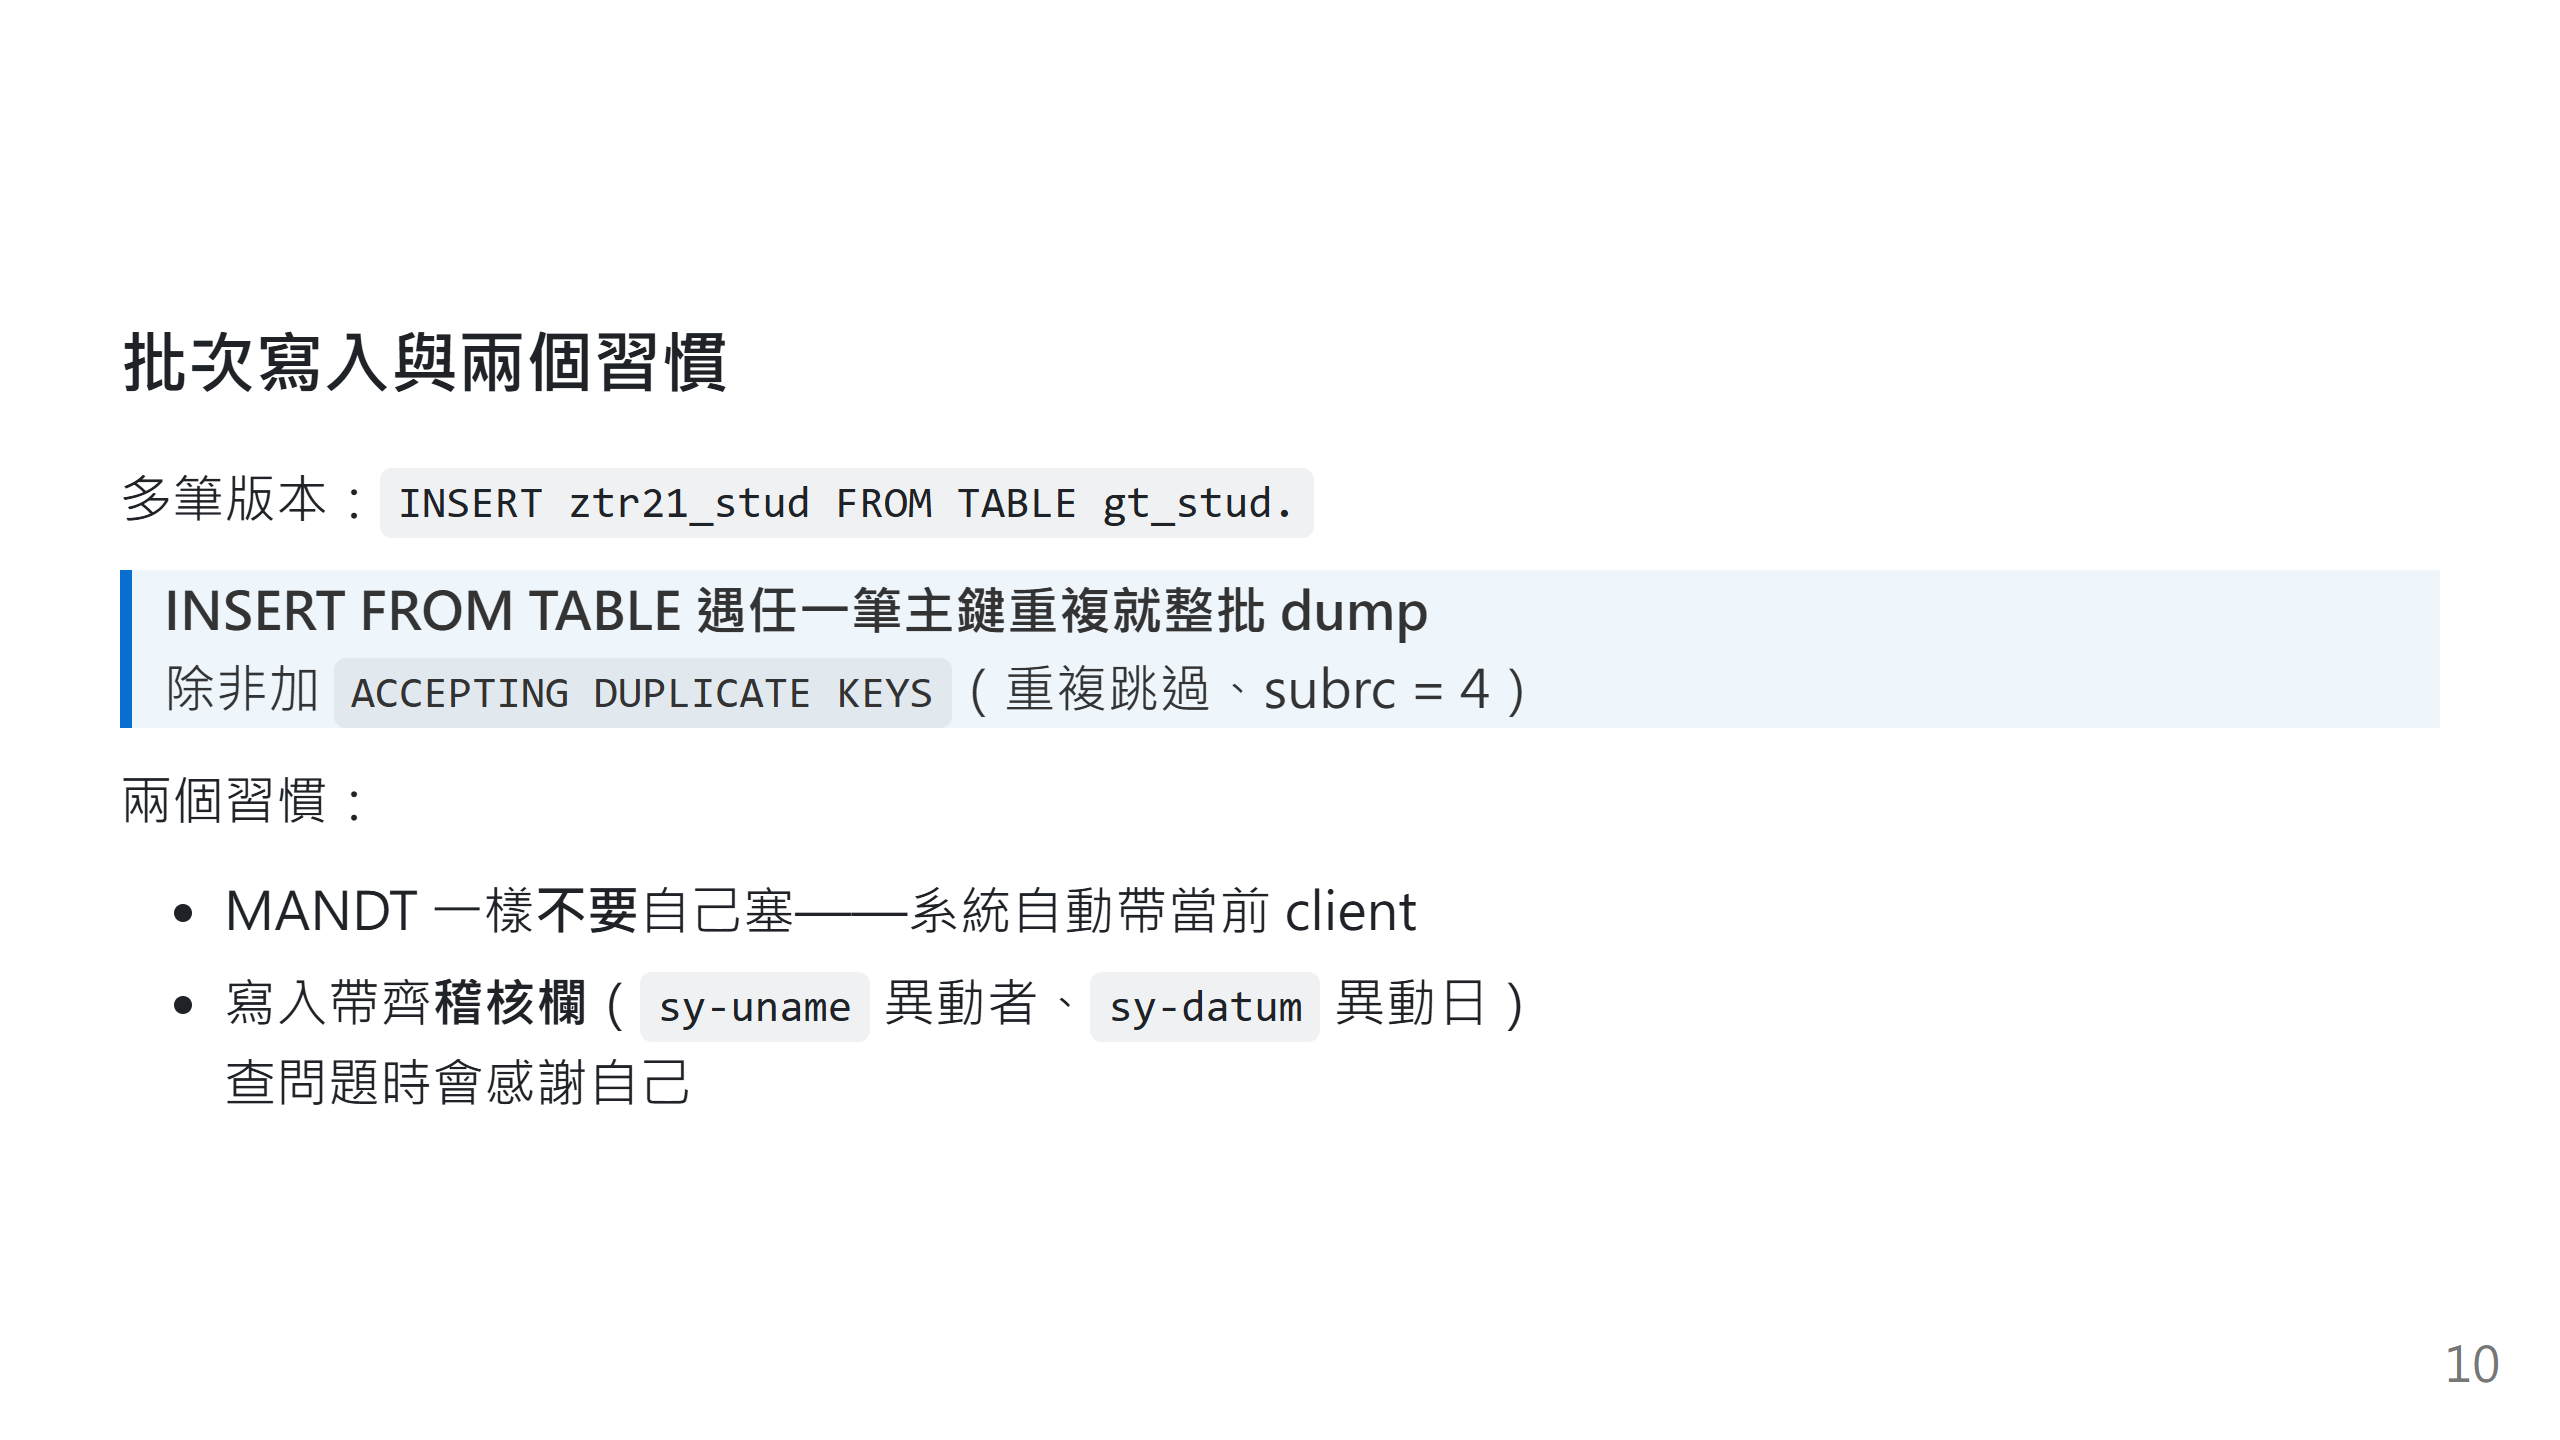 批次寫入與兩個習慣
多筆版本：INSERT ztr21_stud FROM TABLE gt_stud.
INSERT FROM TABLE 遇任一筆主鍵重複就整批 dump
除非加 ACCEPTING DUPLICATE KEYS（重複跳過、subrc = 4）
兩個習慣：
• MANDT 一樣不要自己塞——系統自動帶當前 client
• 寫入帶齊稽核欄（sy-uname 異動者、sy-datum 異動日）
查問題時會感謝自己
10